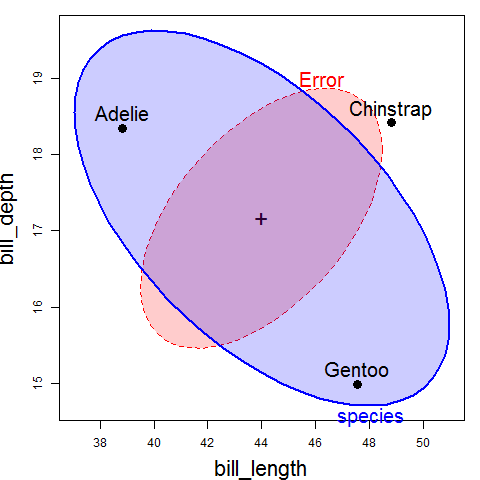 Error
Adelie
Chinstrap
Gentoo
species
bill_depth
19
18
17
16
15
38
40
42
44
46
48
50
bill_length